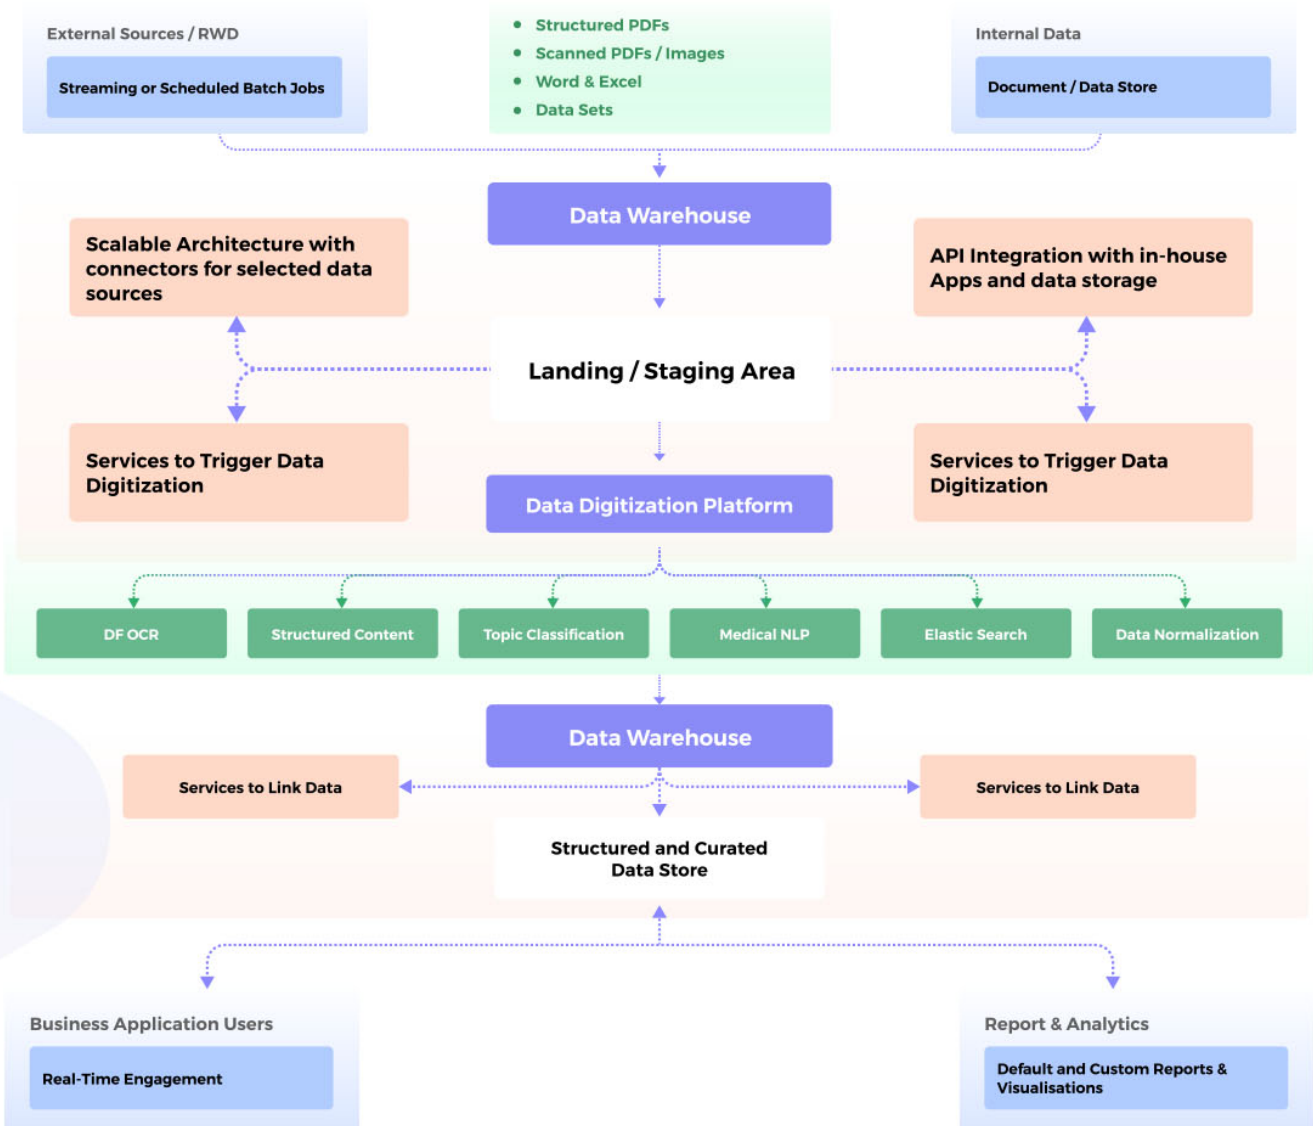 External Sources / RWD
Streaming or Scheduled Batch Jobs
• Structured PDFs
• Scanned PDFs / Images
• Word & Excel
• Data Sets
Internal Data
Document / Data Store
Data Warehouse
Scalable Architecture with
connectors for selected data
sources
API Integration with in-house
Apps and data storage
Landing / Staging Area
Services to Trigger Data
Digitization
Services to Trigger Data
Digitization
Data Digitization Platform
DF OCR
Structured Content
Topic Classification
Medical NLP
Elastic Search
Data Normalization
Data Warehouse
Services to Link Data
Services to Link Data
Structured and Curated
Data Store
Business Application Users
Real-Time Engagement
Report & Analytics
Default and Custom Reports &
Visualisations